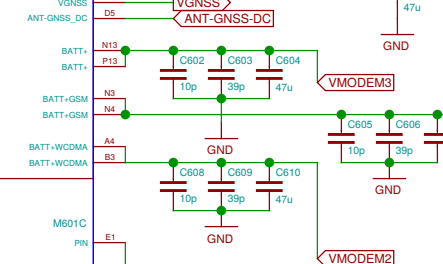 VGNSS
VGNSS
47u
ANT-GNSS_DC
D5
ANT-GNSS-DC
GND
BATT+
N13
C602
C603
C604
BATT+
P13
10p
39p
47u
VMODEM3
BATT+GSM
N3
BATT+GSM
N4
C605
C606
GND
10p
39p
BATT+WCDMA
A4
BATT+WCDMA
B3
C608
C609
C610
GND
10p
39p
47u
M601C
GND
PIN
E1
VMODEM2